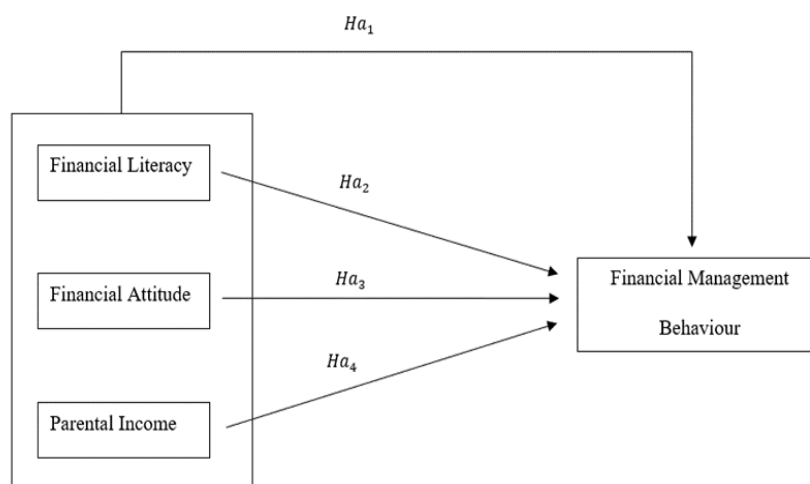 Ha₁
Financial Literacy
Ha₂
Financial Attitude
Ha₃
Financial Management
Behaviour
Ha₄
Parental Income